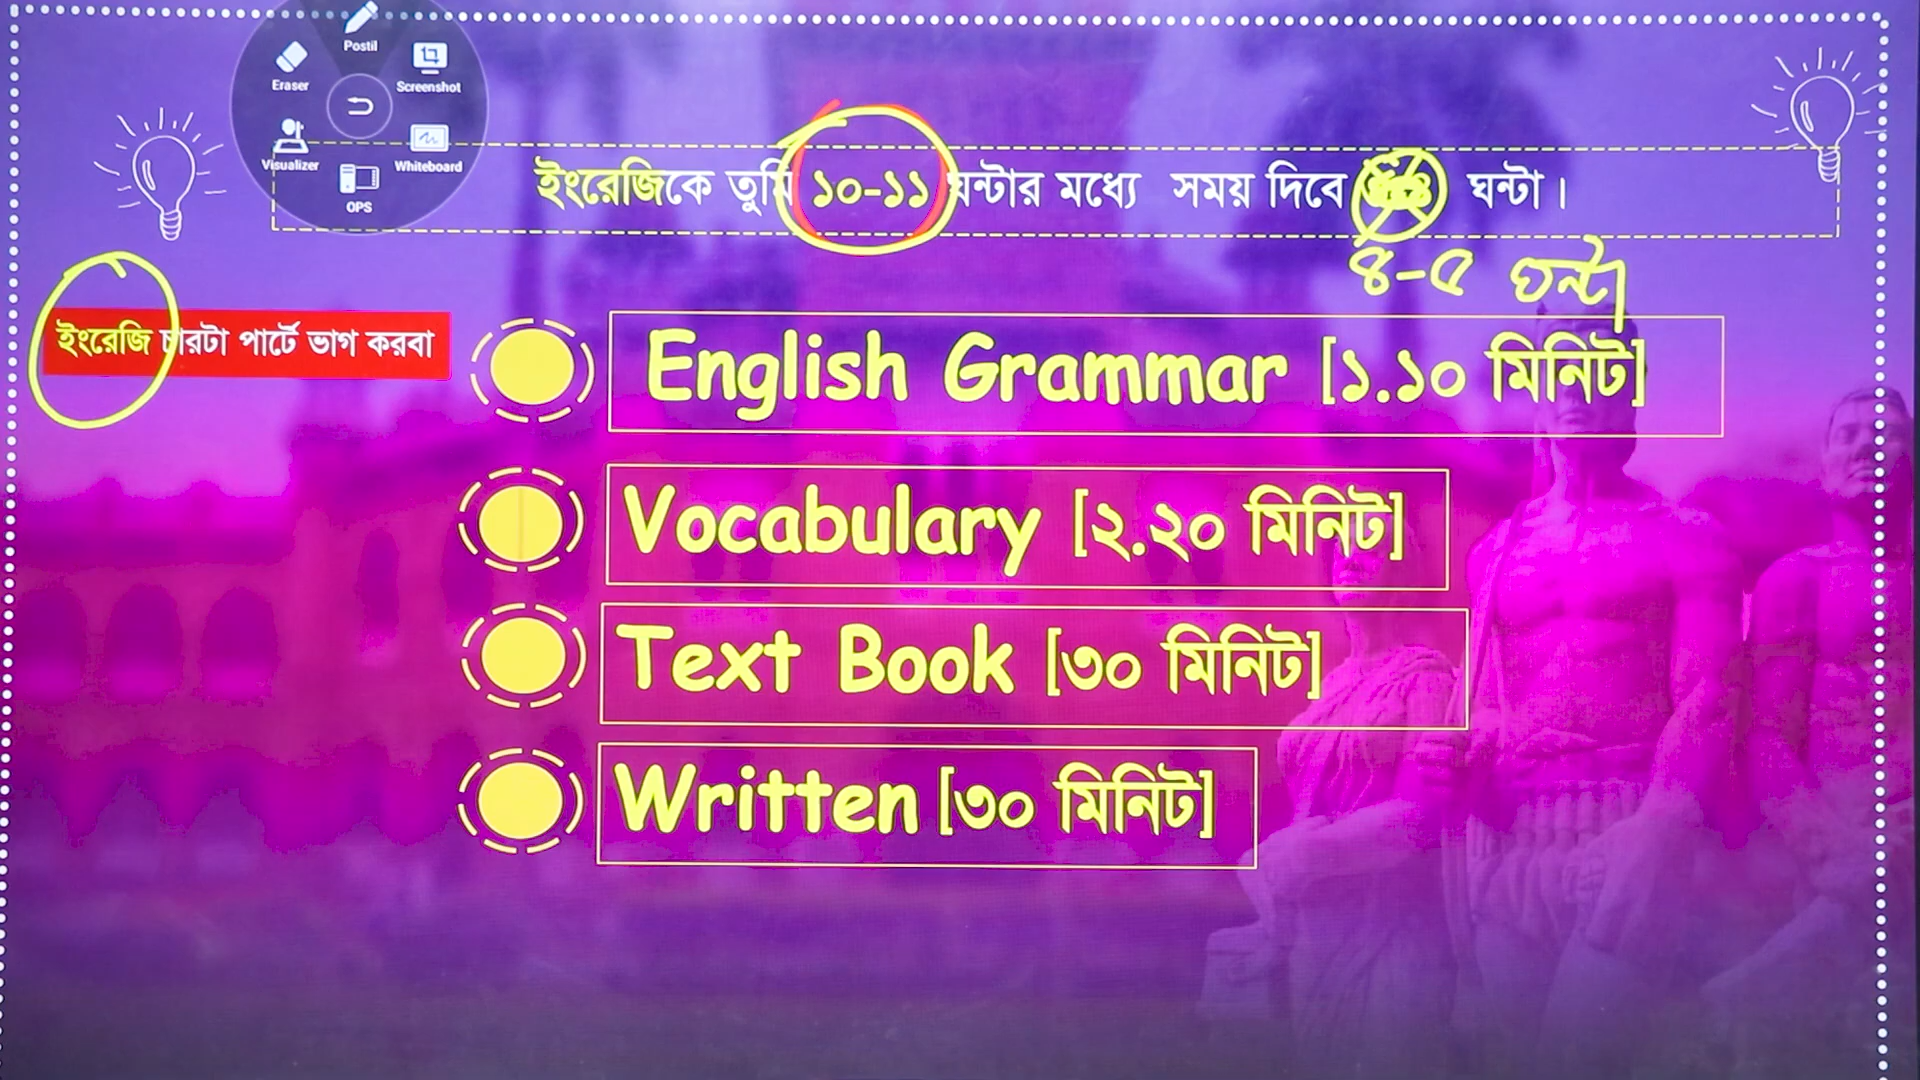 Postil
Eraser
Screenshot
Visualizer
Whiteboard
OPS
ইংরেজিকে তুমি ১০-১১ ঘন্টার মধ্যে সময় দিবে ঘন্টা।
৪-৫ ঘন্টা
ইংরেজি চারটা পার্টে ভাগ করবা
English Grammar [১.১০ মিনিট]
Vocabulary [২.২০ মিনিট]
Text Book [৩০ মিনিট]
Written [৩০ মিনিট]